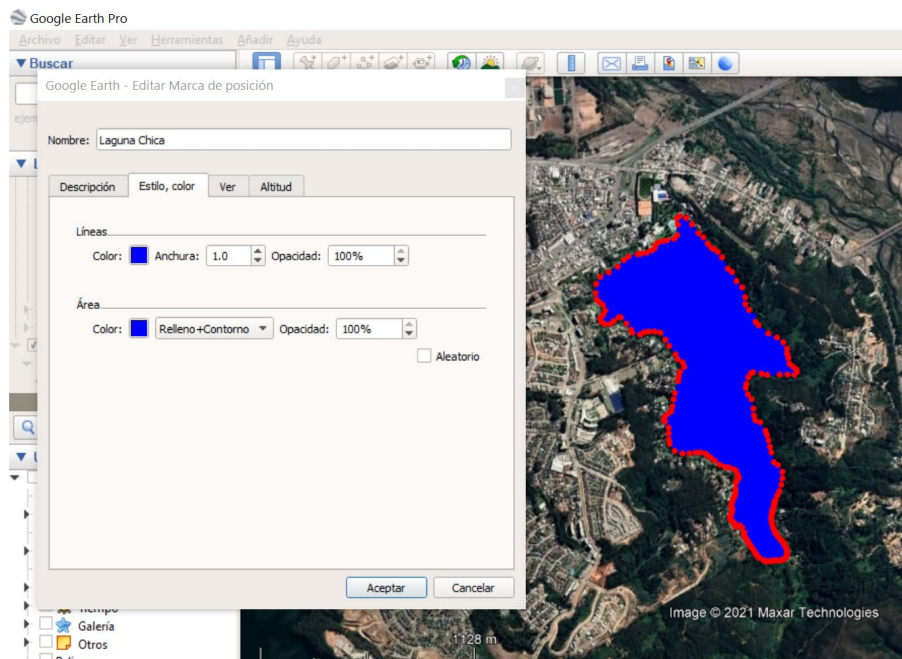 Google Earth Pro
Archivo Editar Ver Herramientas Añadir Ayuda
Buscar
Google Earth - Editar Marca de posición
ejem
Nombre: Laguna Chica
Descripción Estilo, color Ver Altitud
Líneas
Color: Anchura: 1.0 Opacidad: 100%
Área
Color: Relleno+Contorno Opacidad: 100%
Aleatorio
Aceptar Cancelar
Tiempo
Galería
Otros
Image © 2021 Maxar Technologies
1128 m